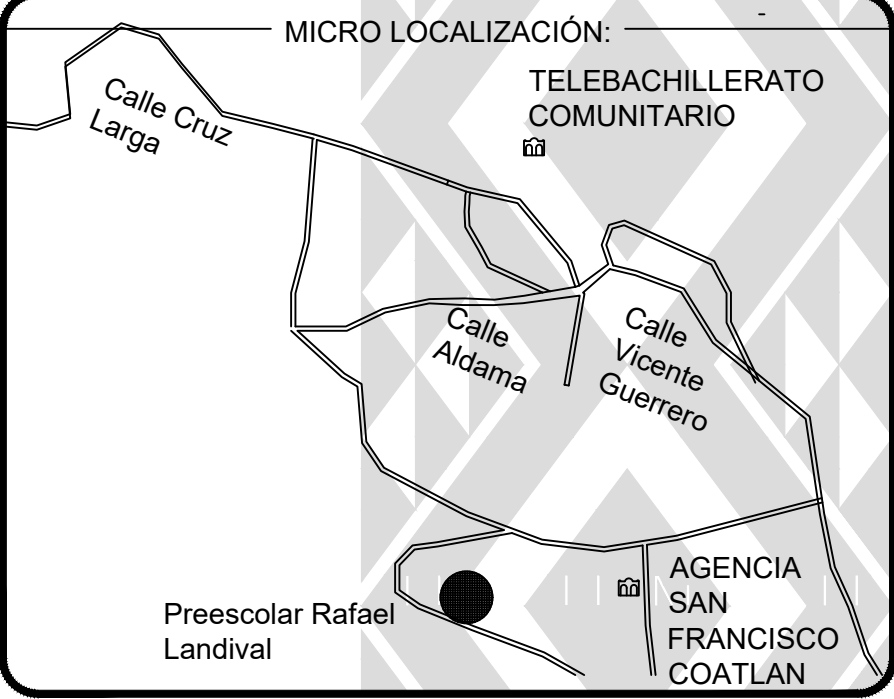 MICRO LOCALIZACIÓN:
TELEBACHILLERATO
COMUNITARIO
Calle Cruz
Larga
Calle
Aldama
Calle
Vicente
Guerrero
AGENCIA
SAN
FRANCISCO
COATLAN
Preescolar Rafael
Landival